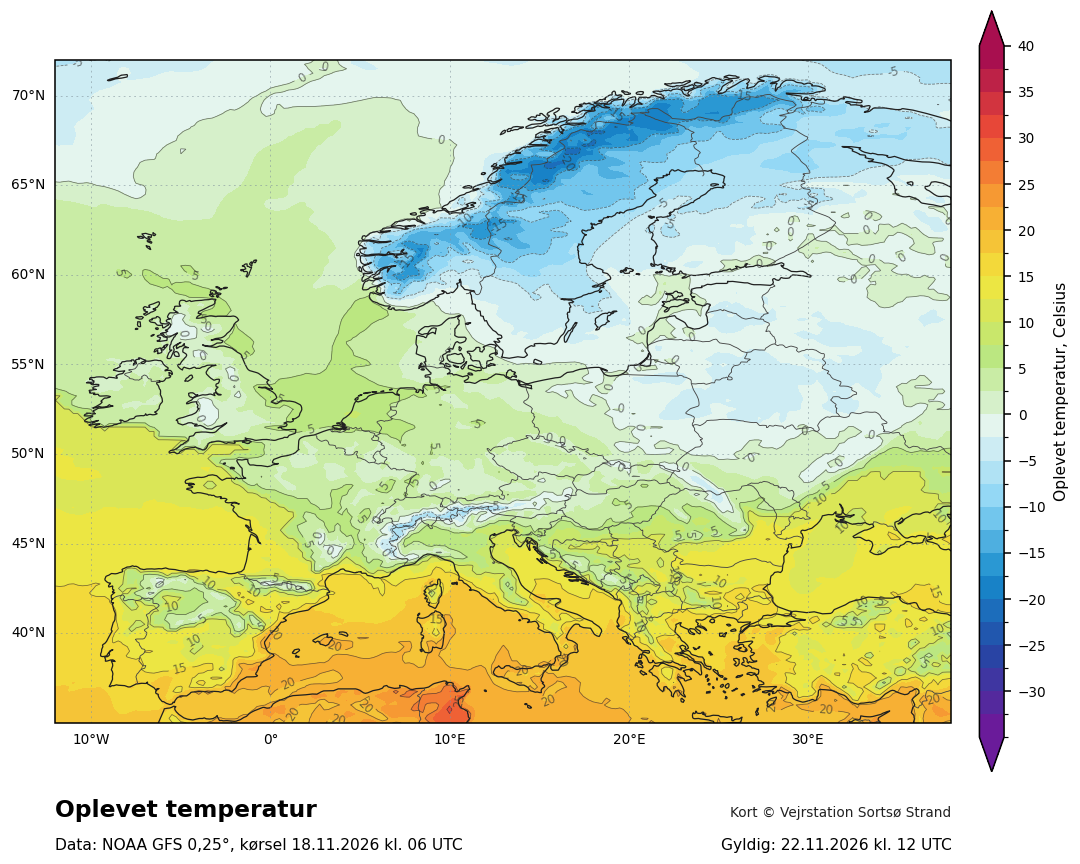 70°N
65°N
60°N
55°N
50°N
45°N
40°N
10°W
0°
10°E
20°E
30°E
40
35
30
25
20
15
10
5
0
−5
−10
−15
−20
−25
−30
Oplevet temperatur, Celsius
Oplevet temperatur
Kort © Vejrstation Sortsø Strand
Data: NOAA GFS 0,25°, kørsel 18.11.2026 kl. 06 UTC
Gyldig: 22.11.2026 kl. 12 UTC